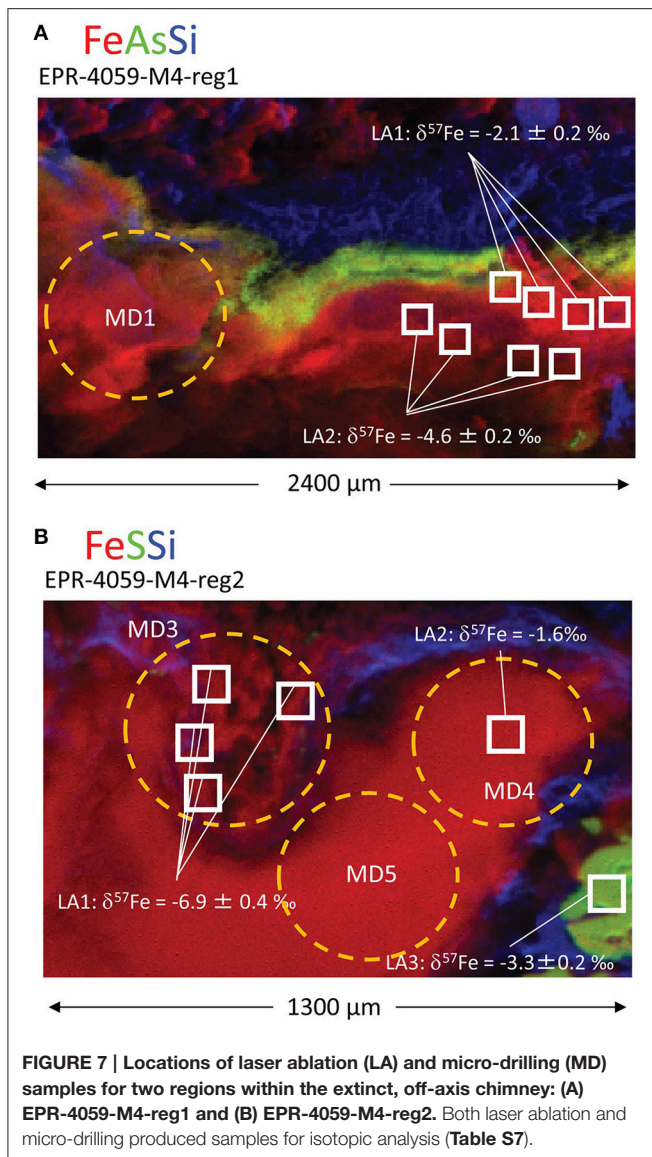 A
FeAsSi
EPR-4059-M4-reg1
LA1: δ⁵⁷Fe = -2.1 ± 0.2 ‰
MD1
LA2: δ⁵⁷Fe = -4.6 ± 0.2 ‰
2400 µm
B
FeSSi
EPR-4059-M4-reg2
MD3
LA2: δ⁵⁷Fe = -1.6‰
MD4
MD5
LA1: δ⁵⁷Fe = -6.9 ± 0.4 ‰
LA3: δ⁵⁷Fe = -3.3 ± 0.2 ‰
1300 µm
FIGURE 7 | Locations of laser ablation (LA) and micro-drilling (MD)
samples for two regions within the extinct, off-axis chimney: (A)
EPR-4059-M4-reg1 and (B) EPR-4059-M4-reg2. Both laser ablation and
micro-drilling produced samples for isotopic analysis (Table S7).